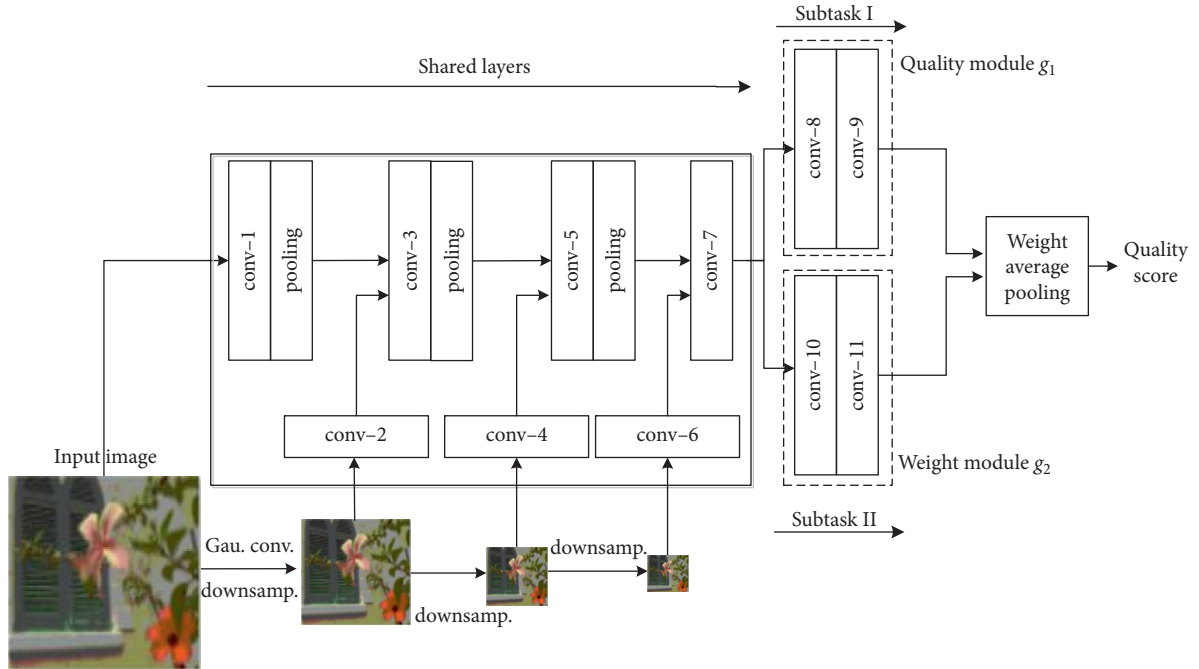 Subtask I
Shared layers
Quality module g1
conv–1
pooling
conv–3
pooling
conv–5
pooling
conv–7
conv–8
conv–9
Weight
average
pooling
Quality
score
conv–10
conv–11
conv–2
conv–4
conv–6
Input image
Weight module g2
Subtask II
Gau. conv.
downsamp.
downsamp.
downsamp.